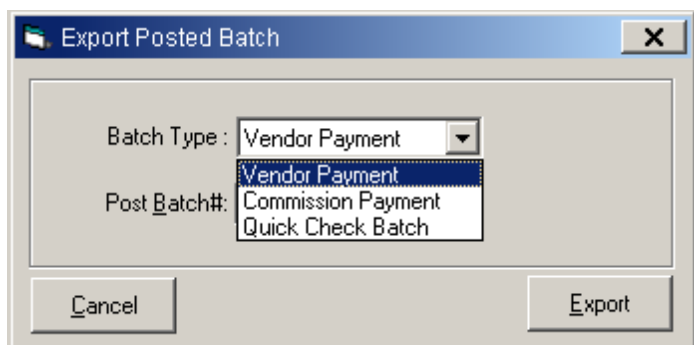 Export Posted Batch
Batch Type : Vendor Payment
Vendor Payment
Post Batch#: Commission Payment
Quick Check Batch
Cancel Export